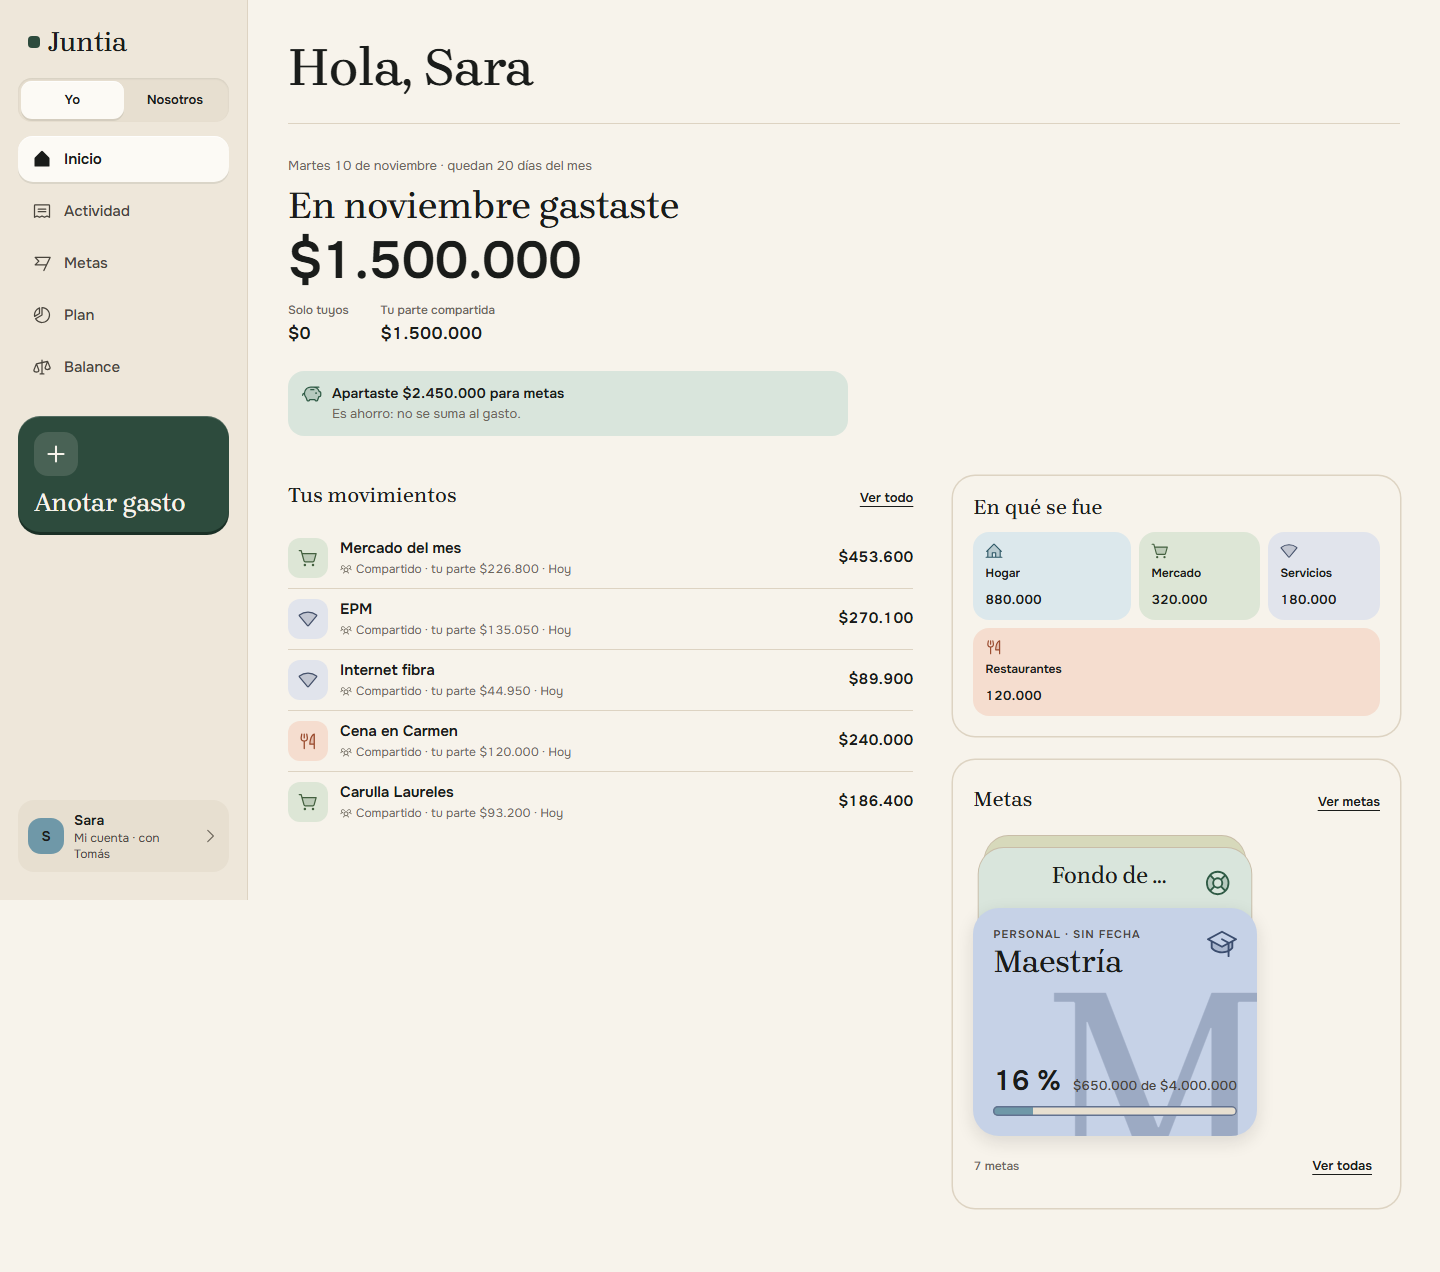 Juntia
Yo
Nosotros
Inicio
Actividad
Metas
Plan
Balance
Anotar gasto
S
Sara
Mi cuenta · con
Tomás
Hola, Sara
Martes 10 de noviembre · quedan 20 días del mes
En noviembre gastaste
$1.500.000
Solo tuyos
$0
Tu parte compartida
$1.500.000
Apartaste $2.450.000 para metas
Es ahorro: no se suma al gasto.
Tus movimientos
Ver todo
Mercado del mes
Compartido · tu parte $226.800 · Hoy
$453.600
EPM
Compartido · tu parte $135.050 · Hoy
$270.100
Internet fibra
Compartido · tu parte $44.950 · Hoy
$89.900
Cena en Carmen
Compartido · tu parte $120.000 · Hoy
$240.000
Carulla Laureles
Compartido · tu parte $93.200 · Hoy
$186.400
En qué se fue
Hogar
880.000
Mercado
320.000
Servicios
180.000
Restaurantes
120.000
Metas
Ver metas
Fondo de ...
PERSONAL · SIN FECHA
Maestría
M
16 %
$650.000 de $4.000.000
7 metas
Ver todas